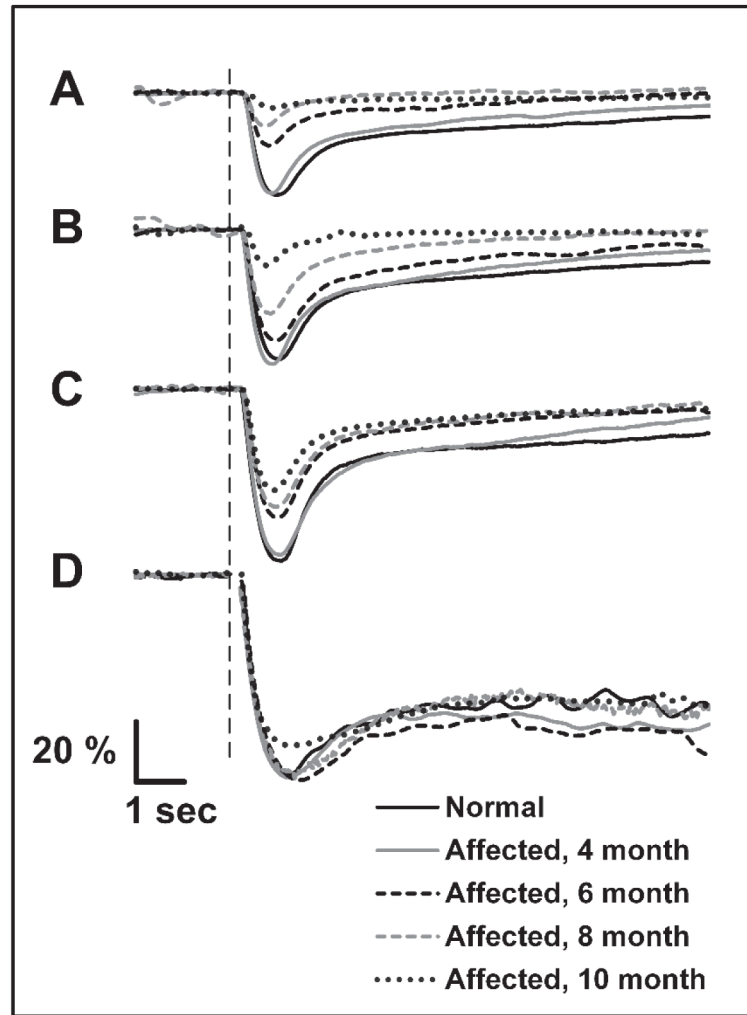 A
B
C
D
20 %
1 sec
Normal
Affected, 4 month
Affected, 6 month
Affected, 8 month
Affected, 10 month